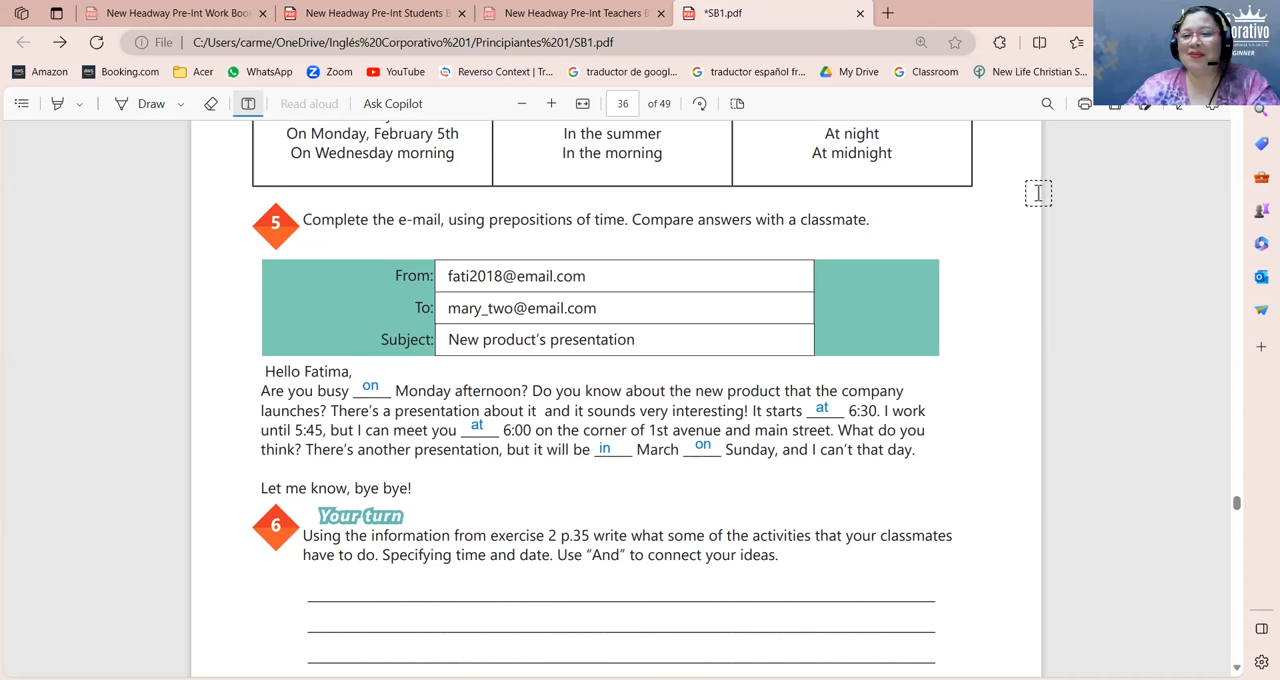 New Headway Pre-Int Work Boo
New Headway Pre-Int Students B
New Headway Pre-Int Teachers B
*SB1.pdf
File
C:/Users/carme/OneDrive/Inglés%20Corporativo%201/Principiantes%201/SB1.pdf
Amazon
Booking.com
Acer
WhatsApp
Zoom
YouTube
Reverso Context | Tr...
traductor de googl...
traductor español fr...
My Drive
Classroom
New Life Christian S...
Draw
Read aloud
Ask Copilot
36 of 49
On Monday, February 5th In the summer At night
On Wednesday morning In the morning At midnight
5 Complete the e-mail, using prepositions of time. Compare answers with a classmate.
From: fati2018@email.com
To: mary_two@email.com
Subject: New product's presentation
Hello Fatima,
Are you busy on Monday afternoon? Do you know about the new product that the company
launches? There's a presentation about it and it sounds very interesting! It starts at 6:30. I work
until 5:45, but I can meet you at 6:00 on the corner of 1st avenue and main street. What do you
think? There's another presentation, but it will be in March on Sunday, and I can't that day.
Let me know, bye bye!
6 Your turn
Using the information from exercise 2 p.35 write what some of the activities that your classmates
have to do. Specifying time and date. Use “And” to connect your ideas.